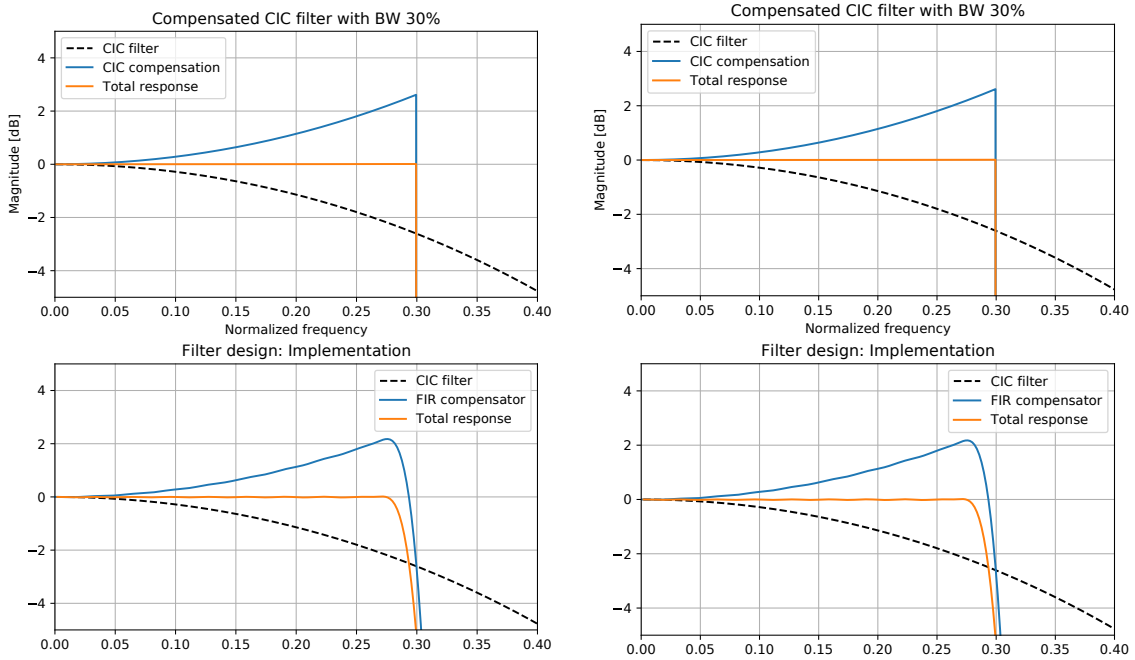 Compensated CIC filter with BW 30%
CIC filter
CIC compensation
Total response
Magnitude [dB]
4
2
0
−2
−4
0.00 0.05 0.10 0.15 0.20 0.25 0.30 0.35 0.40
Normalized frequency
Filter design: Implementation
CIC filter
FIR compensator
Total response
4
2
0
−2
−4
0.00 0.05 0.10 0.15 0.20 0.25 0.30 0.35 0.40
Compensated CIC filter with BW 30%
CIC filter
CIC compensation
Total response
Magnitude [dB]
4
2
0
−2
−4
0.00 0.05 0.10 0.15 0.20 0.25 0.30 0.35 0.40
Normalized frequency
Filter design: Implementation
CIC filter
FIR compensator
Total response
4
2
0
−2
−4
0.00 0.05 0.10 0.15 0.20 0.25 0.30 0.35 0.40